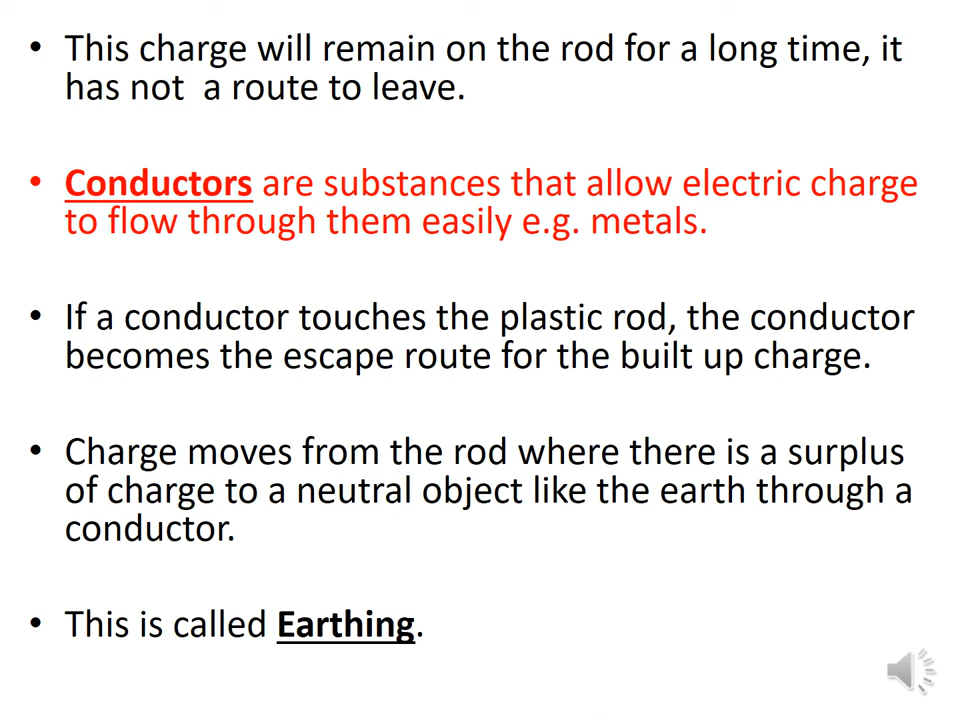 • This charge will remain on the rod for a long time, it
has not  a route to leave.
• Conductors are substances that allow electric charge
to flow through them easily e.g. metals.
• If a conductor touches the plastic rod, the conductor
becomes the escape route for the built up charge.
• Charge moves from the rod where there is a surplus
of charge to a neutral object like the earth through a
conductor.
• This is called Earthing.